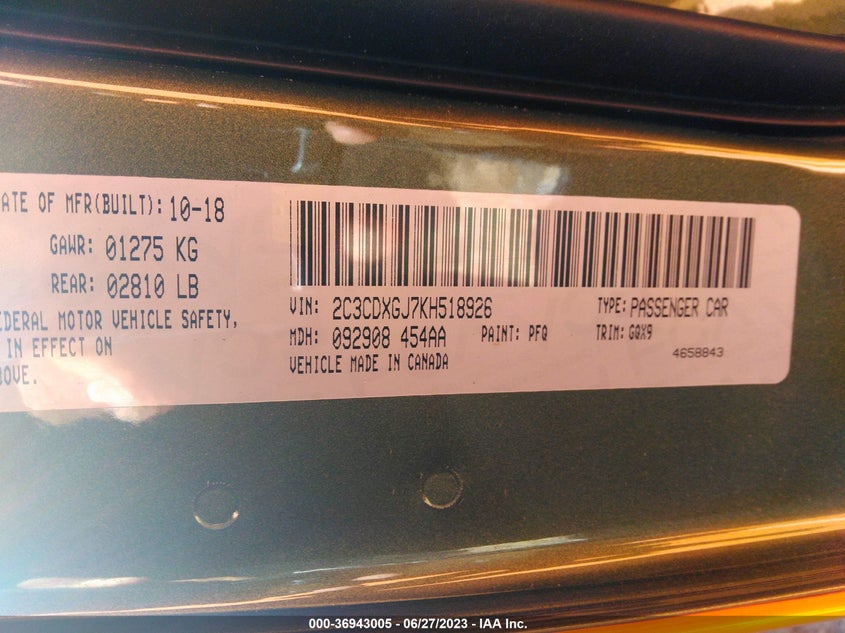 ATE OF MFR(BUILT): 10-18
GAWR: 01275 KG
REAR: 02810 LB
EDERAL MOTOR VEHICLE SAFETY,
IN EFFECT ON
BOVE.
VIN: 2C3CDXGJ7KH518926
TYPE: PASSENGER CAR
MDH: 092908 454AA
PAINT: PFQ
TRIM: GQX9
VEHICLE MADE IN CANADA
4658843
000-36943005 - 06/27/2023 - IAA Inc.